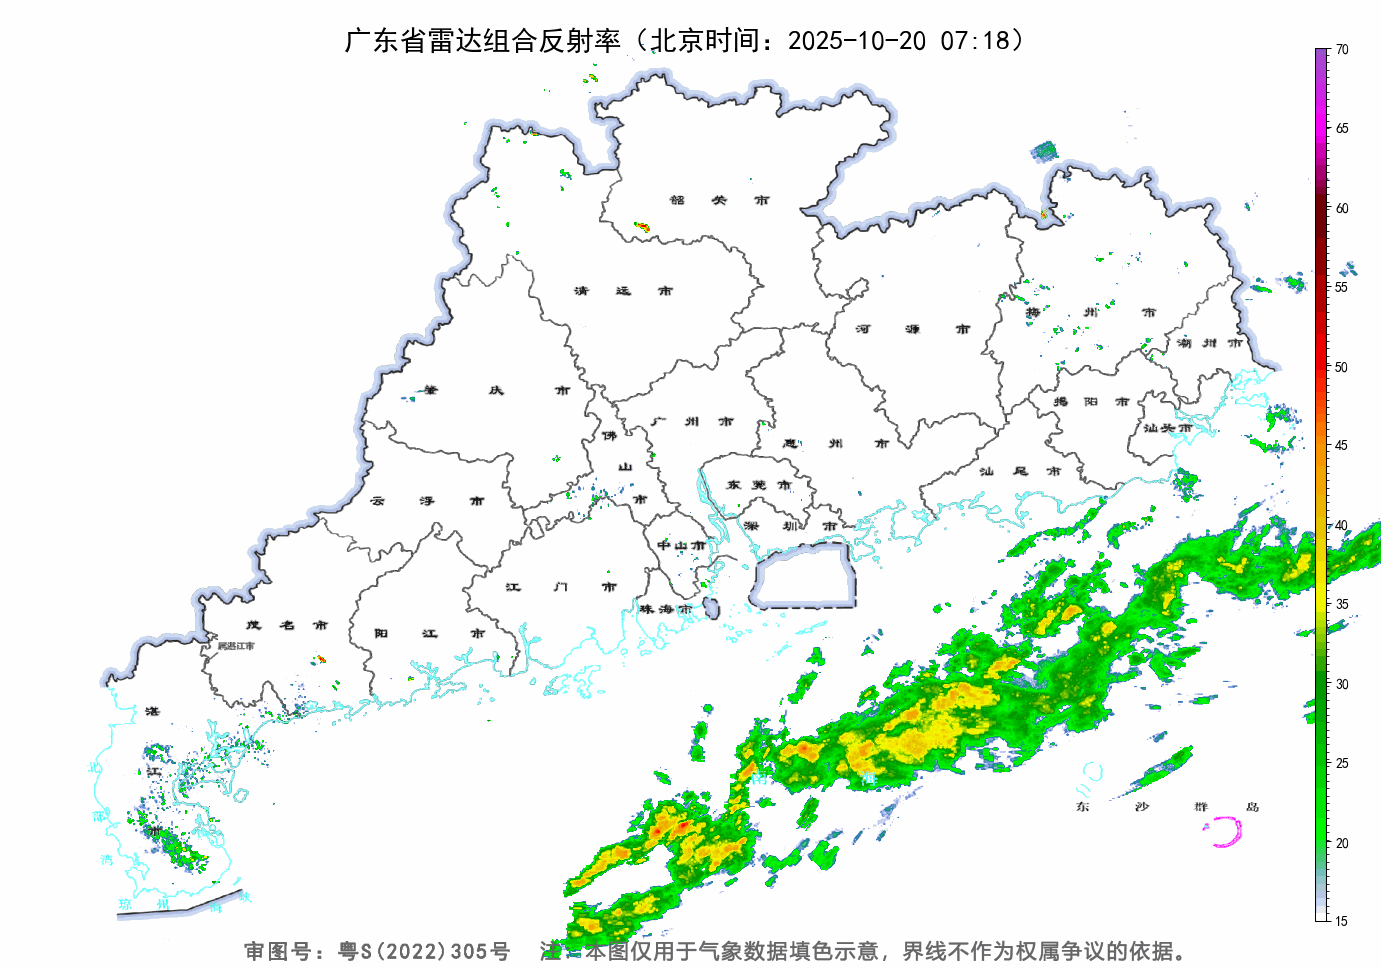 广东省雷达组合反射率（北京时间：2025-10-20 07:18）
70
65
60
55
50
45
40
35
30
25
20
15
韶关市
清远市
河源市
梅州市
潮州市
肇庆市
广州市
惠州市
揭阳市
汕头市
佛山市
云浮市
东莞市
汕尾市
深圳市
中山市
江门市
珠海市
茂名市
阳江市
属湛江市
湛江市
北部湾
南海
东沙群岛
琼州海峡
审图号：粤S(2022)305号 注：本图仅用于气象数据填色示意，界线不作为权属争议的依据。